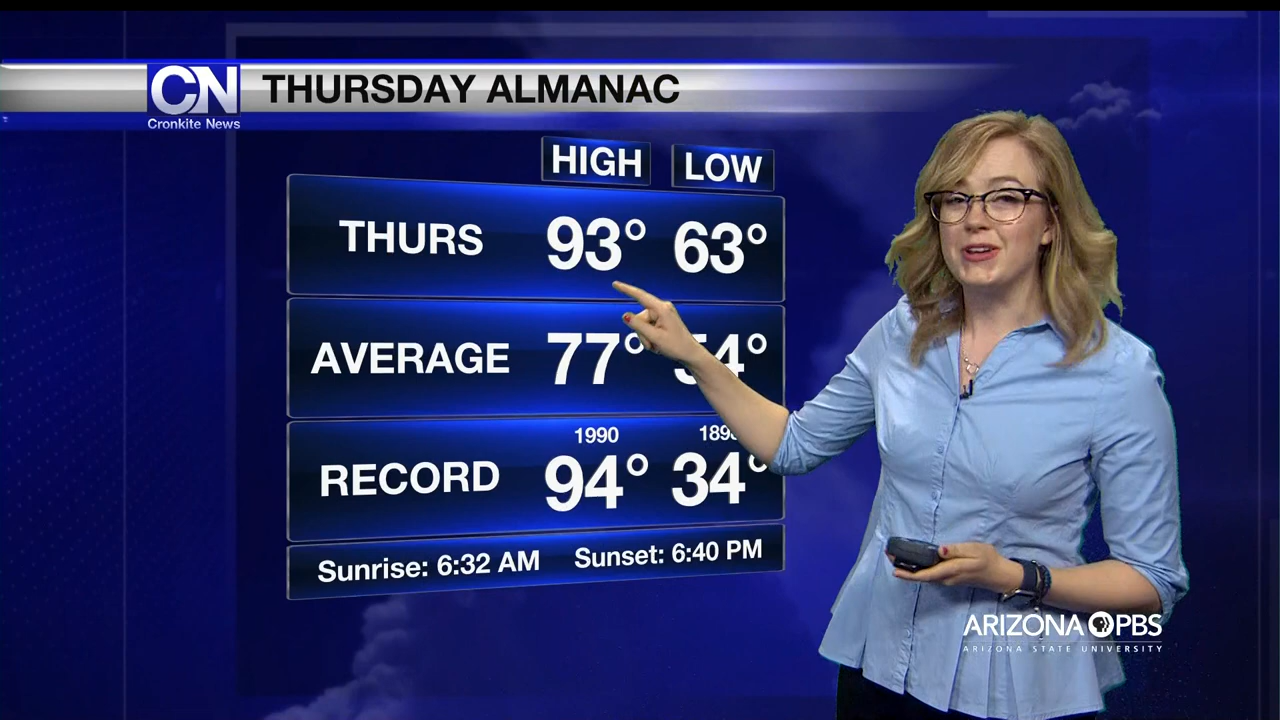 CN THURSDAY ALMANAC
Cronkite News
HIGH LOW
THURS 93° 63°
AVERAGE 77° 54°
1990
RECORD 94° 34°
Sunrise: 6:32 AM Sunset: 6:40 PM
ARIZONA PBS
ARIZONA STATE UNIVERSITY